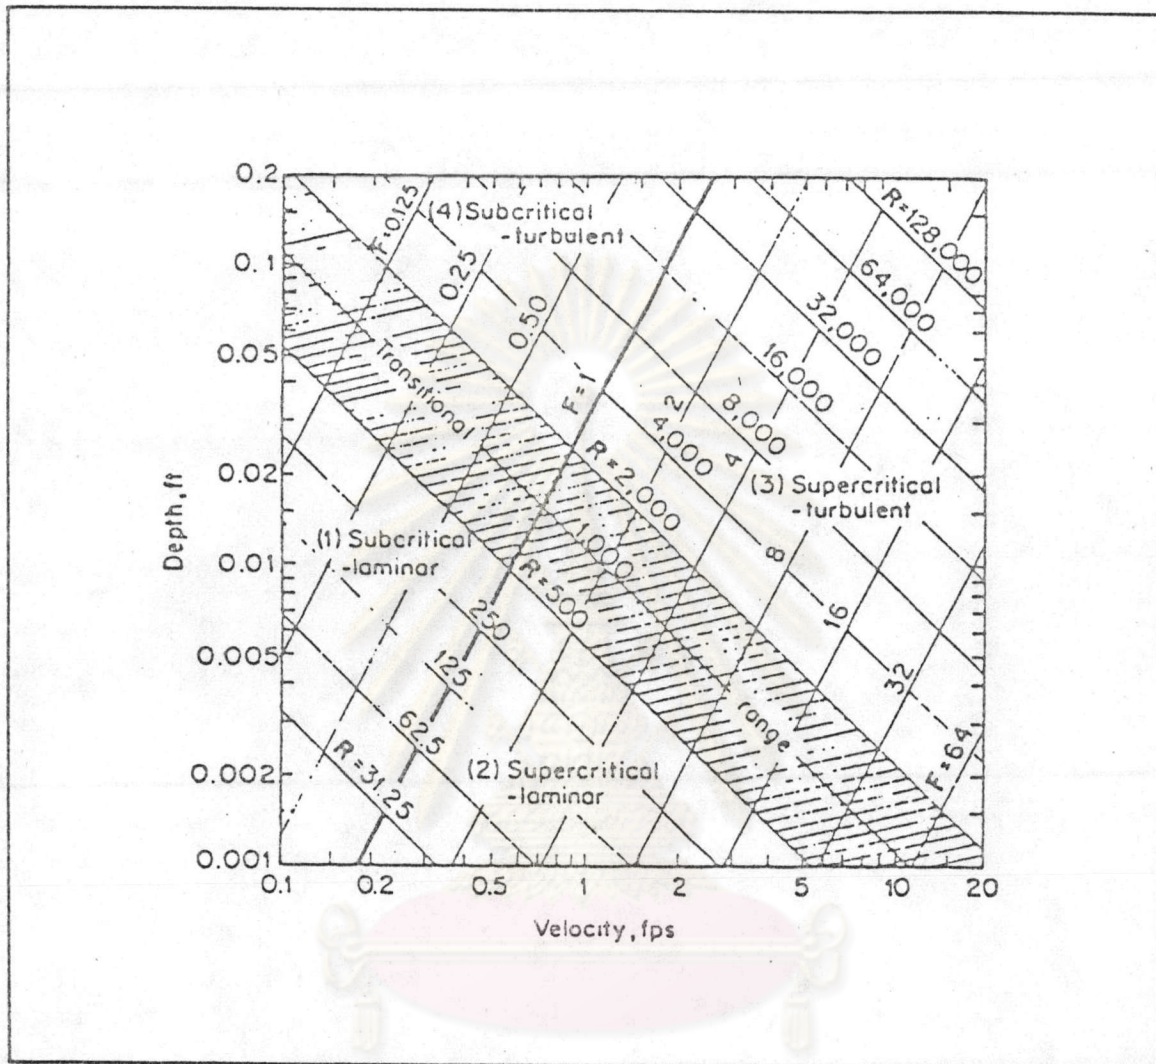 0.2
0.1
0.05
0.02
0.01
0.005
0.002
0.001
Depth, ft
0.1
0.2
0.5
1
2
5
10
20
Velocity, fps
F=0.125
0.25
0.50
F=1
2
4
8
16
32
F=64
R=128,000
64,000
32,000
16,000
8,000
4,000
R=2,000
1,000
R=500
250
125
62.5
R=31.25
(4) Subcritical
-turbulent
(3) Supercritical
-turbulent
(1) Subcritical
-laminar
(2) Supercritical
-laminar
Transitional
range